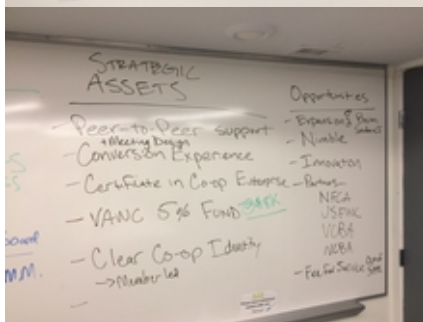 STRATEGIC
ASSETS
- Peer-to-Peer support
+ Meeting Design
- Conversion Experience
- Certificate in Co-op Enterprise
- VANC 5% FUND
- Clear Co-op Identity
-> Member led
-
Opportunities
- Expansion &
- Nimble
- Innovation
- Partners
NFCA
USFWC
VCBA
NCBA
- Fee for Service
M.M.